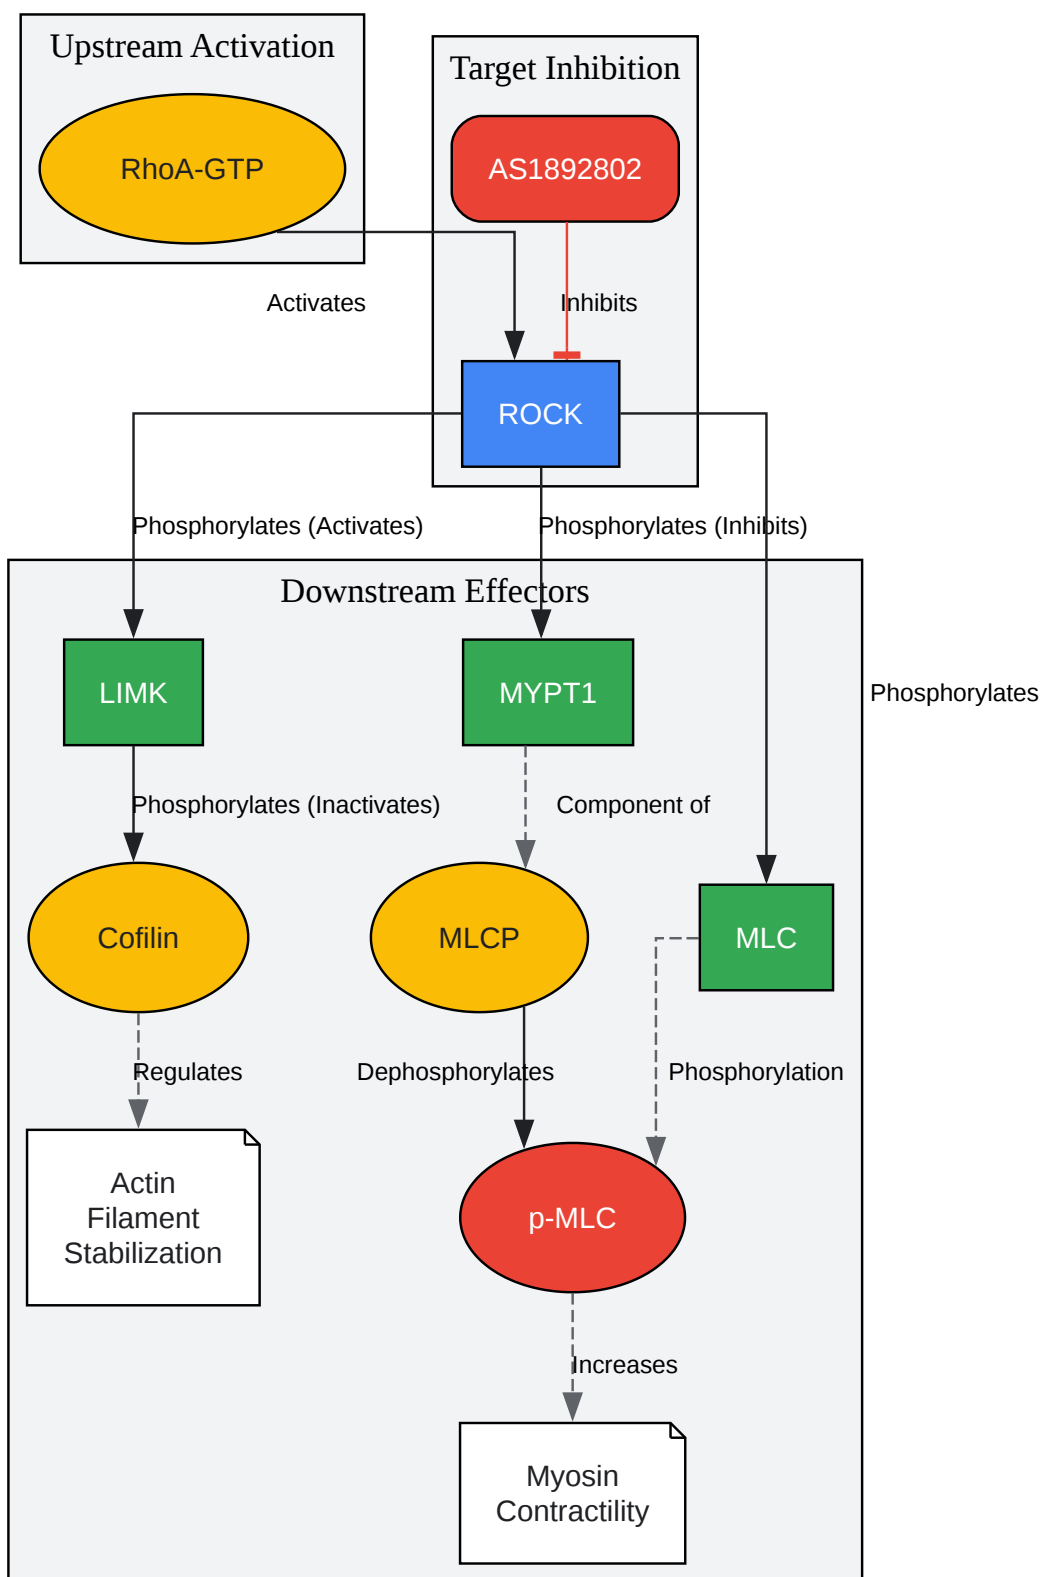 Upstream Activation
Target Inhibition
RhoA-GTP
AS1892802
Activates
Inhibits
ROCK
Phosphorylates (Activates)
Phosphorylates (Inhibits)
Downstream Effectors
LIMK
MYPT1
Phosphorylates
Phosphorylates (Inactivates)
Component of
Cofilin
MLCP
MLC
Regulates
Dephosphorylates
Phosphorylation
Actin
Filament
Stabilization
p-MLC
Increases
Myosin
Contractility